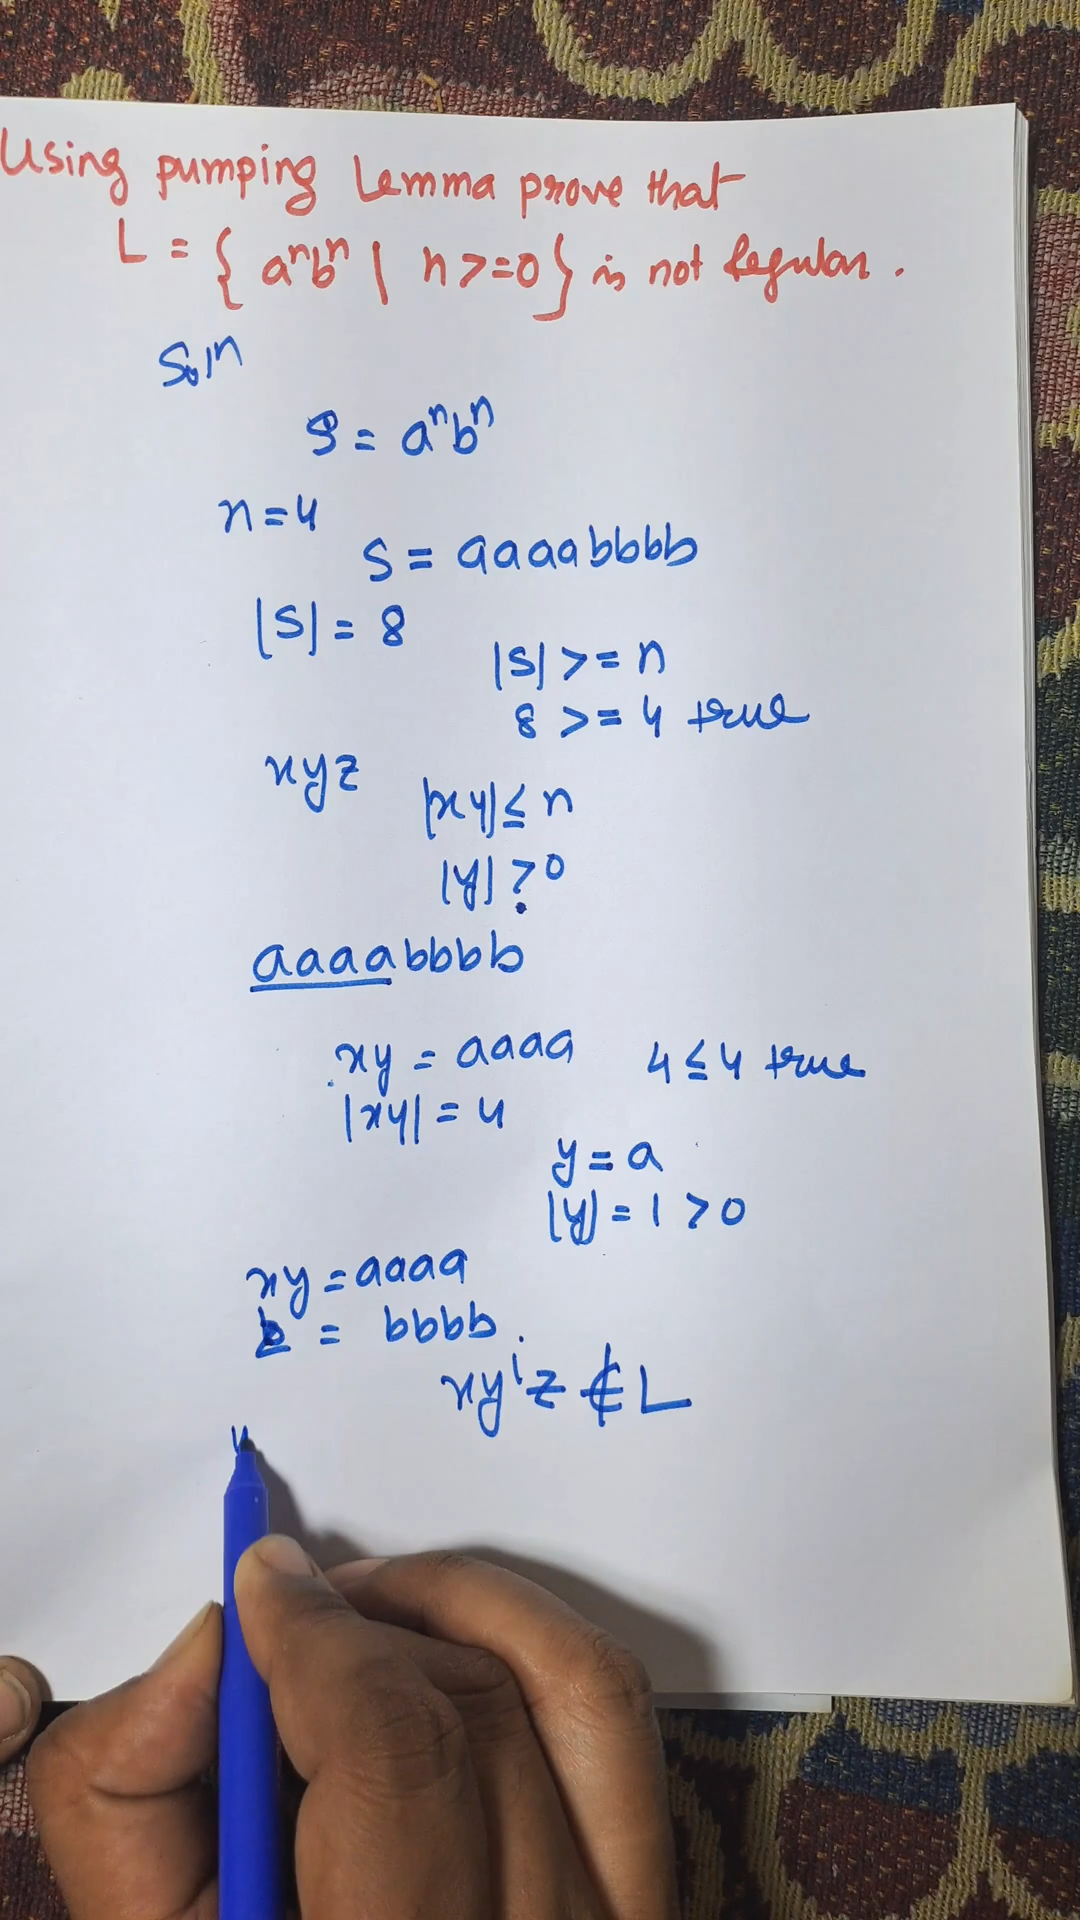 Using pumping Lemma prove that
L = { aⁿbⁿ | n >= 0 } is not Regular.
Solⁿ
S = aⁿbⁿ
n = 4
S = aaaabbbb
|S| = 8
|S| >= n
8 >= 4 true
xyz
|xy| ≤ n
|y| > 0
aaaabbbb
xy = aaaa 4 ≤ 4 true
|xy| = 4
y = a
|y| = 1 > 0
xy = aaaa
z = bbbb
xyⁱz ∉ L